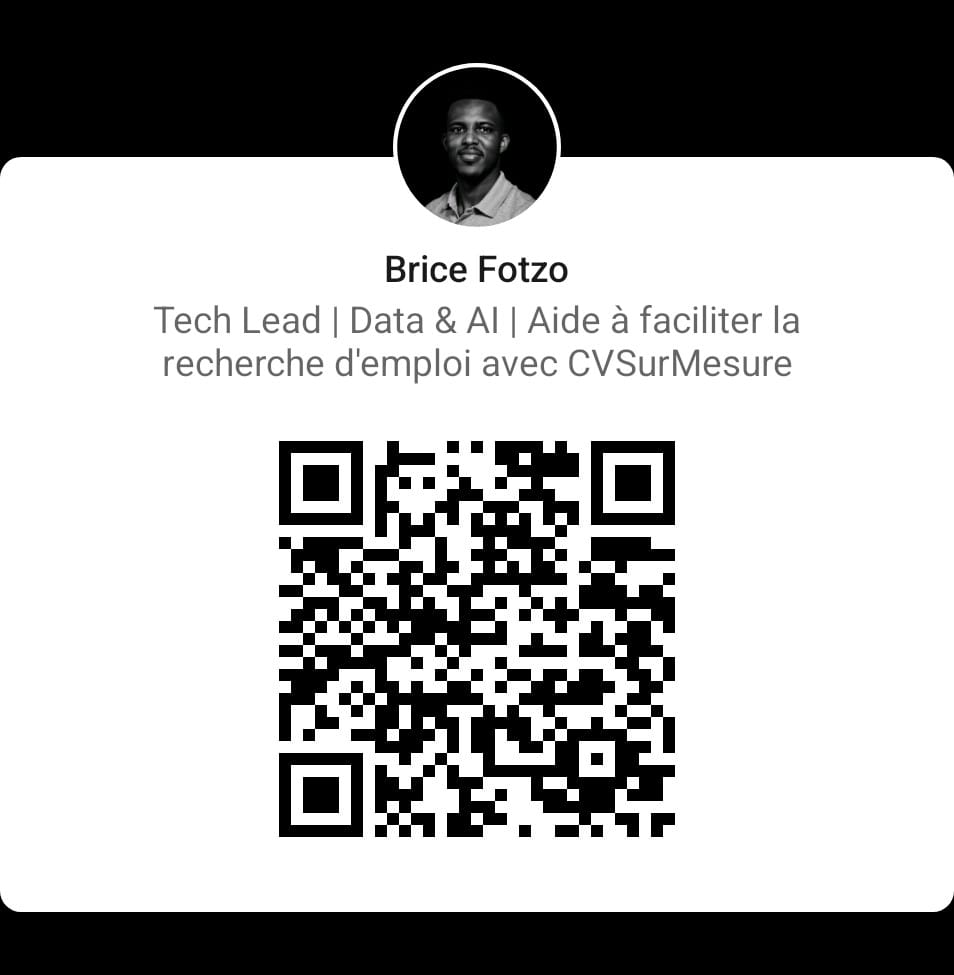 Brice Fotzo
Tech Lead | Data & AI | Aide à faciliter la
recherche d'emploi avec CVSurMesure